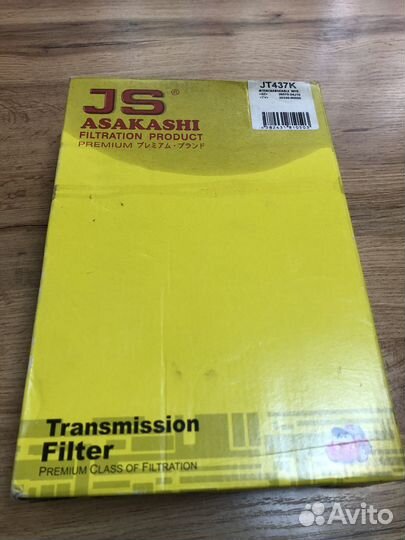 JS®
ASAKASHI
FILTRATION PRODUCT
PREMIUM プレミアム・ブランド
JT437K
Transmission
Filter
PREMIUM CLASS OF FILTRATION
Avito